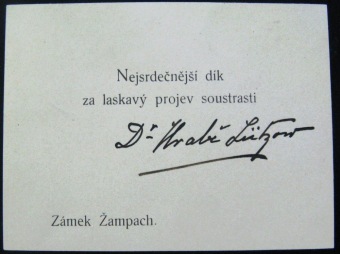 Nejsrdečnější dík
za laskavý projev soustrasti
Dr Hrabě Lützow
Zámek Žampach.